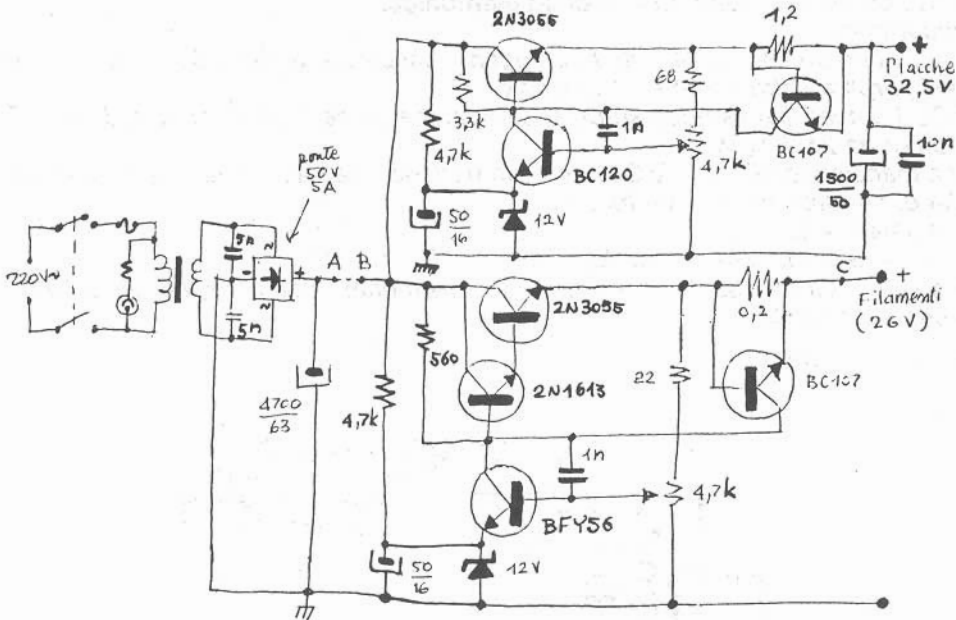 2N3055
1,2
+
Placche
32,5V
68
3,3k
4,7k
1n
4,7k
BC107
10n
BC120
1500
50
ponte
50V
5A
50
16
12V
5n
~
-
+
A
B
C
+
220V~
5n
~
2N3055
0,2
Filamenti
(26V)
560
22
BC107
4700
63
4,7k
2N1613
1n
4,7k
BFY56
50
16
12V